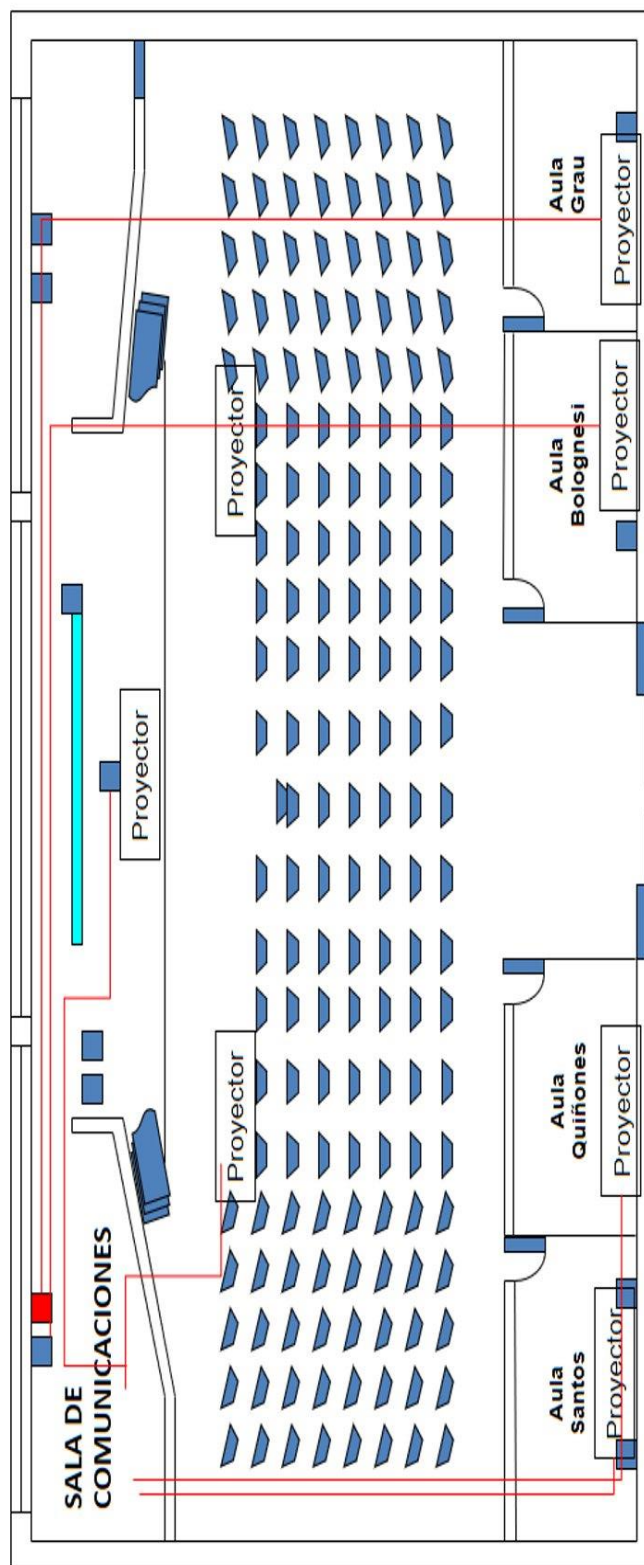 SALA DE
COMUNICACIONES
Proyector
Proyector
Proyector
Aula
Santos
Proyector
Aula
Quiñones
Proyector
Aula
Bolognesi
Proyector
Aula
Grau
Proyector